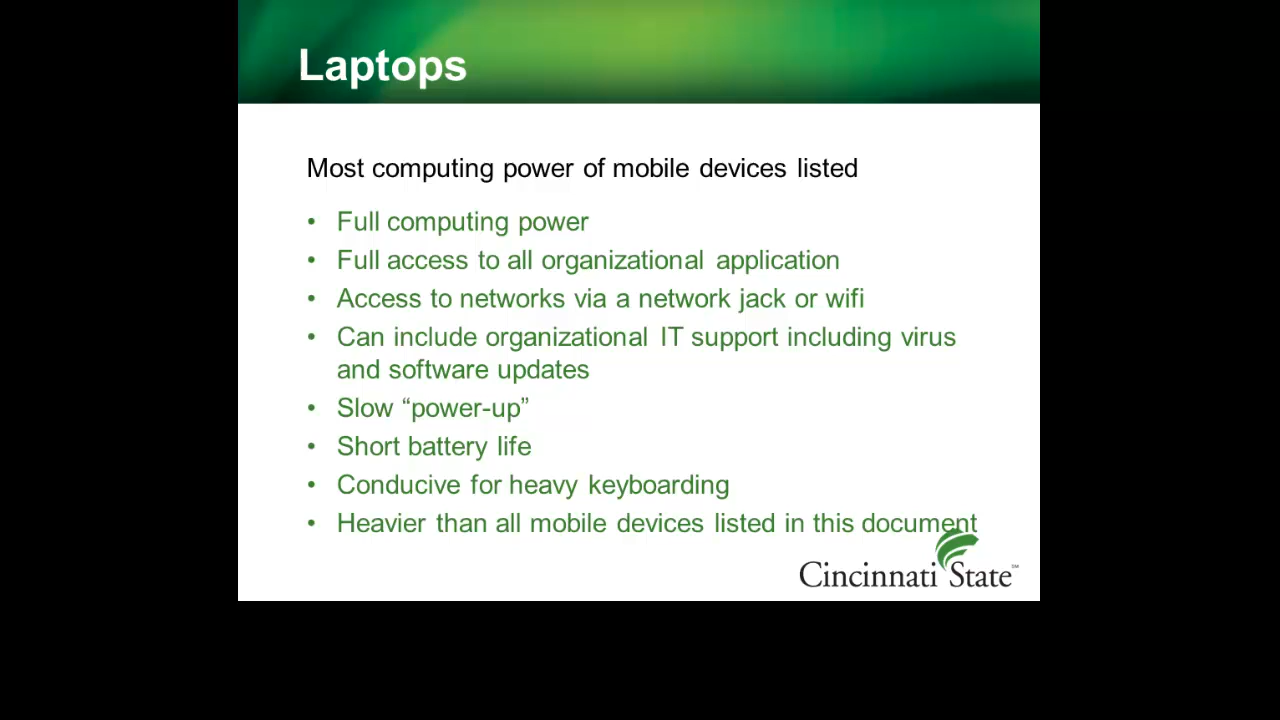 Laptops
Most computing power of mobile devices listed
• Full computing power
• Full access to all organizational application
• Access to networks via a network jack or wifi
• Can include organizational IT support including virus
and software updates
• Slow “power-up”
• Short battery life
• Conducive for heavy keyboarding
• Heavier than all mobile devices listed in this document
Cincinnati State℠